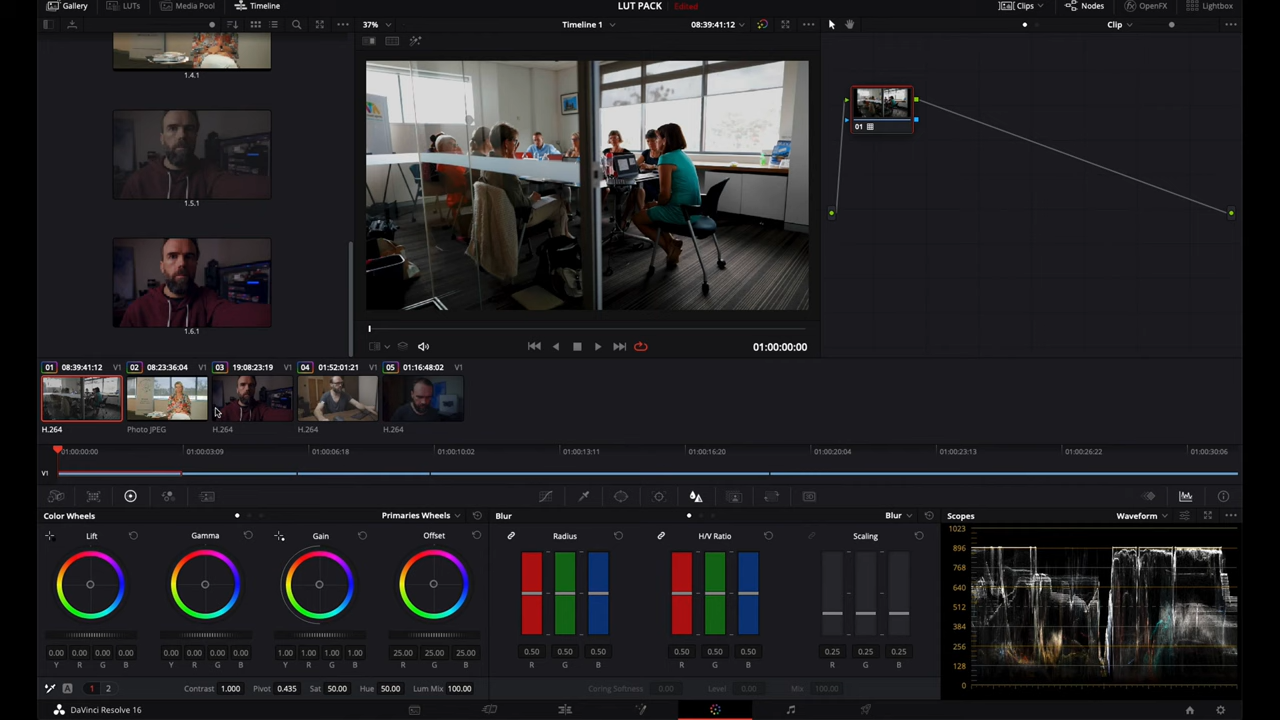 Gallery LUTs Media Pool Timeline LUT PACK Edited Clips Nodes OpenFX Lightbox
37% Timeline 1 08:39:41:12 Clip
1.4.1
01
1.5.1
1.6.1
01:00:00:00
01 08:39:41:12 V1 02 08:23:36:04 V1 03 19:08:23:19 V1 04 01:52:01:21 V1 05 01:16:48:02 V1
H.264 Photo JPEG H.264 H.264 H.264
01:00:00:00 01:00:03:09 01:00:06:18 01:00:10:02 01:00:13:11 01:00:16:20 01:00:20:04 01:00:23:13 01:00:26:22 01:00:30:06
V1
Color Wheels Primaries Wheels Blur Blur Scopes Waveform
Lift Gamma Gain Offset Radius H/V Ratio Scaling
1023
896
768
640
512
384
256
128
0
0.00 0.00 0.00 0.00 0.00 0.00 0.00 0.00 1.00 1.00 1.00 1.00 25.00 25.00 25.00 0.50 0.50 0.50 0.50 0.50 0.50 0.25 0.25 0.25
Y R G B Y R G B Y R G B R G B R G B R G B R G B
A 1 2 Contrast 1.000 Pivot 0.435 Sat 50.00 Hue 50.00 Lum Mix 100.00 Coring Softness 0.00 Level 0.00 Mix 100.00
DaVinci Resolve 16